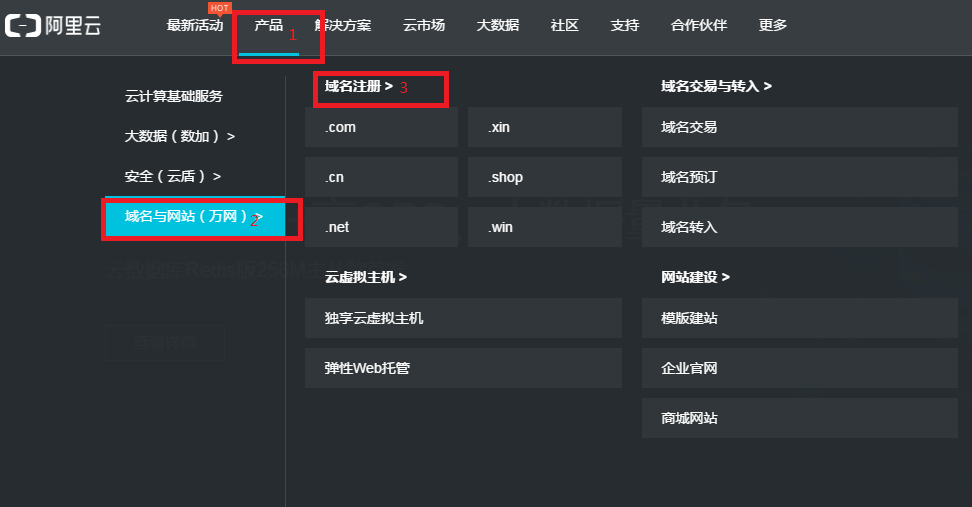 HOT
阿里云 最新活动 产品 1 解决方案 云市场 大数据 社区 支持 合作伙伴 更多
云计算基础服务
大数据（数加） >
安全（云盾） >
域名与网站（万网） > 2
域名注册 > 3
.com .xin
.cn .shop
.net .win
云虚拟主机 >
独享云虚拟主机
弹性Web托管
域名交易与转入 >
域名交易
域名预订
域名转入
网站建设 >
模版建站
企业官网
商城网站